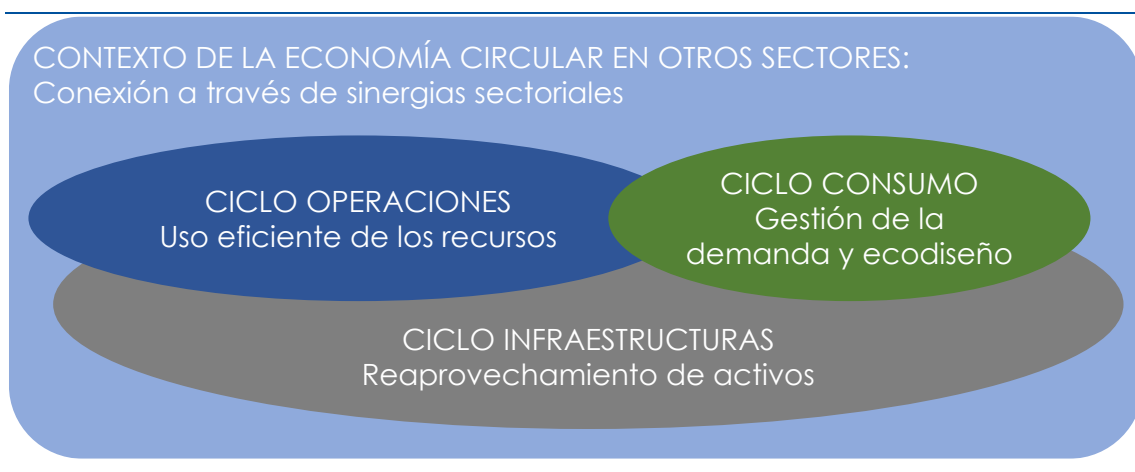 CONTEXTO DE LA ECONOMÍA CIRCULAR EN OTROS SECTORES:
Conexión a través de sinergias sectoriales
CICLO OPERACIONES
Uso eficiente de los recursos
CICLO CONSUMO
Gestión de la
demanda y ecodiseño
CICLO INFRAESTRUCTURAS
Reaprovechamiento de activos